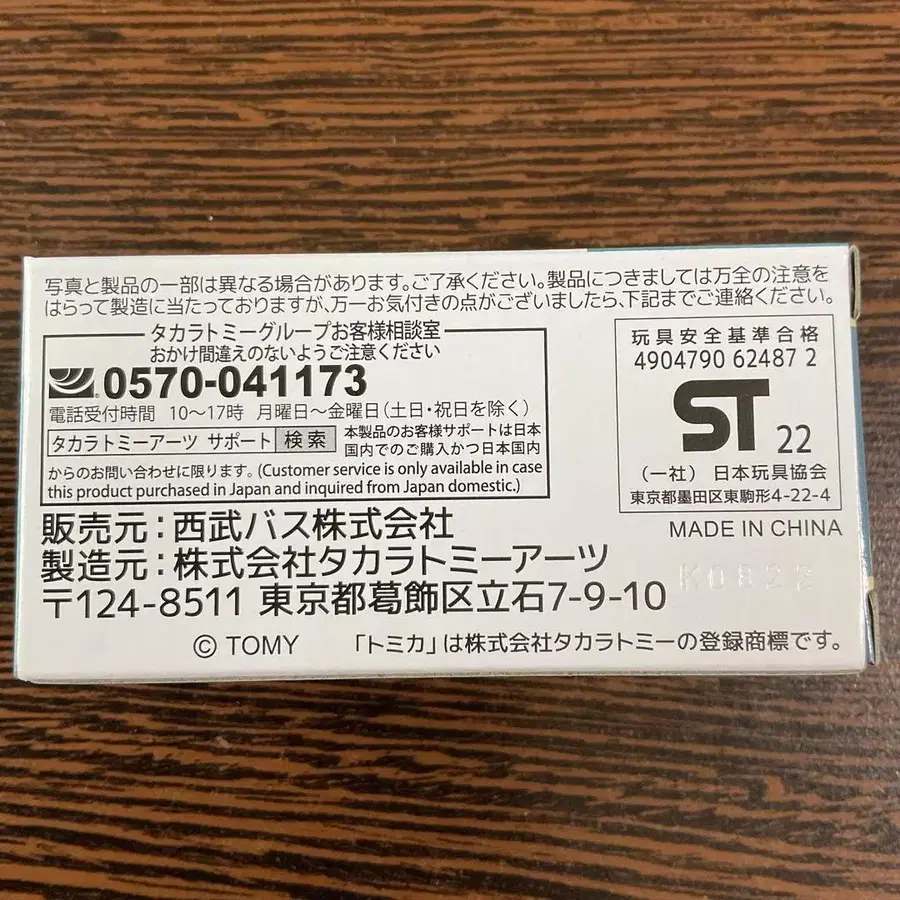 写真と製品の一部は異なる場合があります。ご了承ください。製品につきましては万全の注意を
はらって製造に当たっておりますが、万一お気付きの点がございましたら、下記までご連絡ください。
タカラトミーグループお客様相談室
おかけ間違えのないようご注意ください
0570-041173
電話受付時間 10〜17時 月曜日〜金曜日(土日・祝日を除く)
タカラトミーアーツ サポート 検索
本製品のお客様サポートは日本
国内でのご購入かつ日本国内
からのお問い合わせに限ります。(Customer service is only available in case
this product purchased in Japan and inquired from Japan domestic.)
玩具安全基準合格
4904790 62487 2
ST 22
(一社) 日本玩具協会
東京都墨田区東駒形4-22-4
MADE IN CHINA
販売元:西武バス株式会社
製造元:株式会社タカラトミーアーツ
〒124-8511 東京都葛飾区立石7-9-10
K0822
© TOMY 「トミカ」は株式会社タカラトミーの登録商標です。